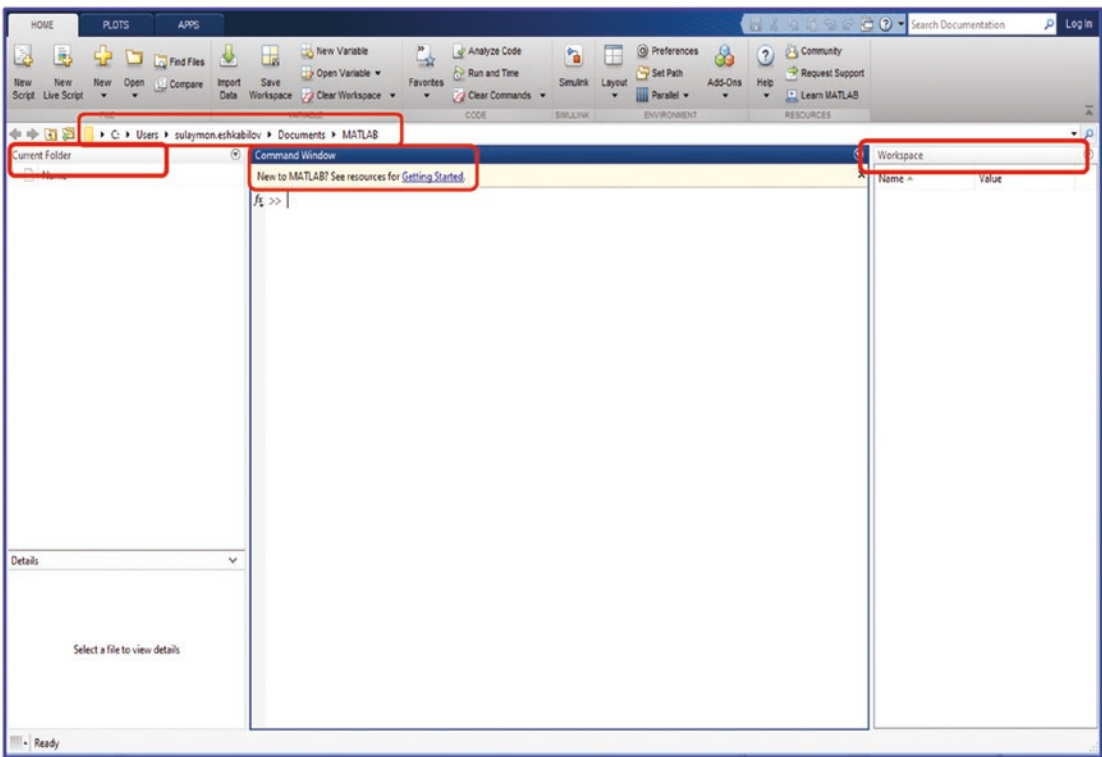 HOME PLOTS APPS Search Documentation Log In
New Script New Live Script New Open Find Files Compare Import Data Save Workspace New Variable Open Variable Clear Workspace Favorites Analyze Code Run and Time Clear Commands Simulink Layout Preferences Set Path Parallel Add-Ons Help Community Request Support Learn MATLAB
FILE VARIABLE CODE SIMULINK ENVIRONMENT RESOURCES
C: Users sulaymon.eshkabilov Documents MATLAB
Current Folder
Name
Command Window
New to MATLAB? See resources for Getting Started.
fx >>
Workspace
Name Value
Details
Select a file to view details
Ready